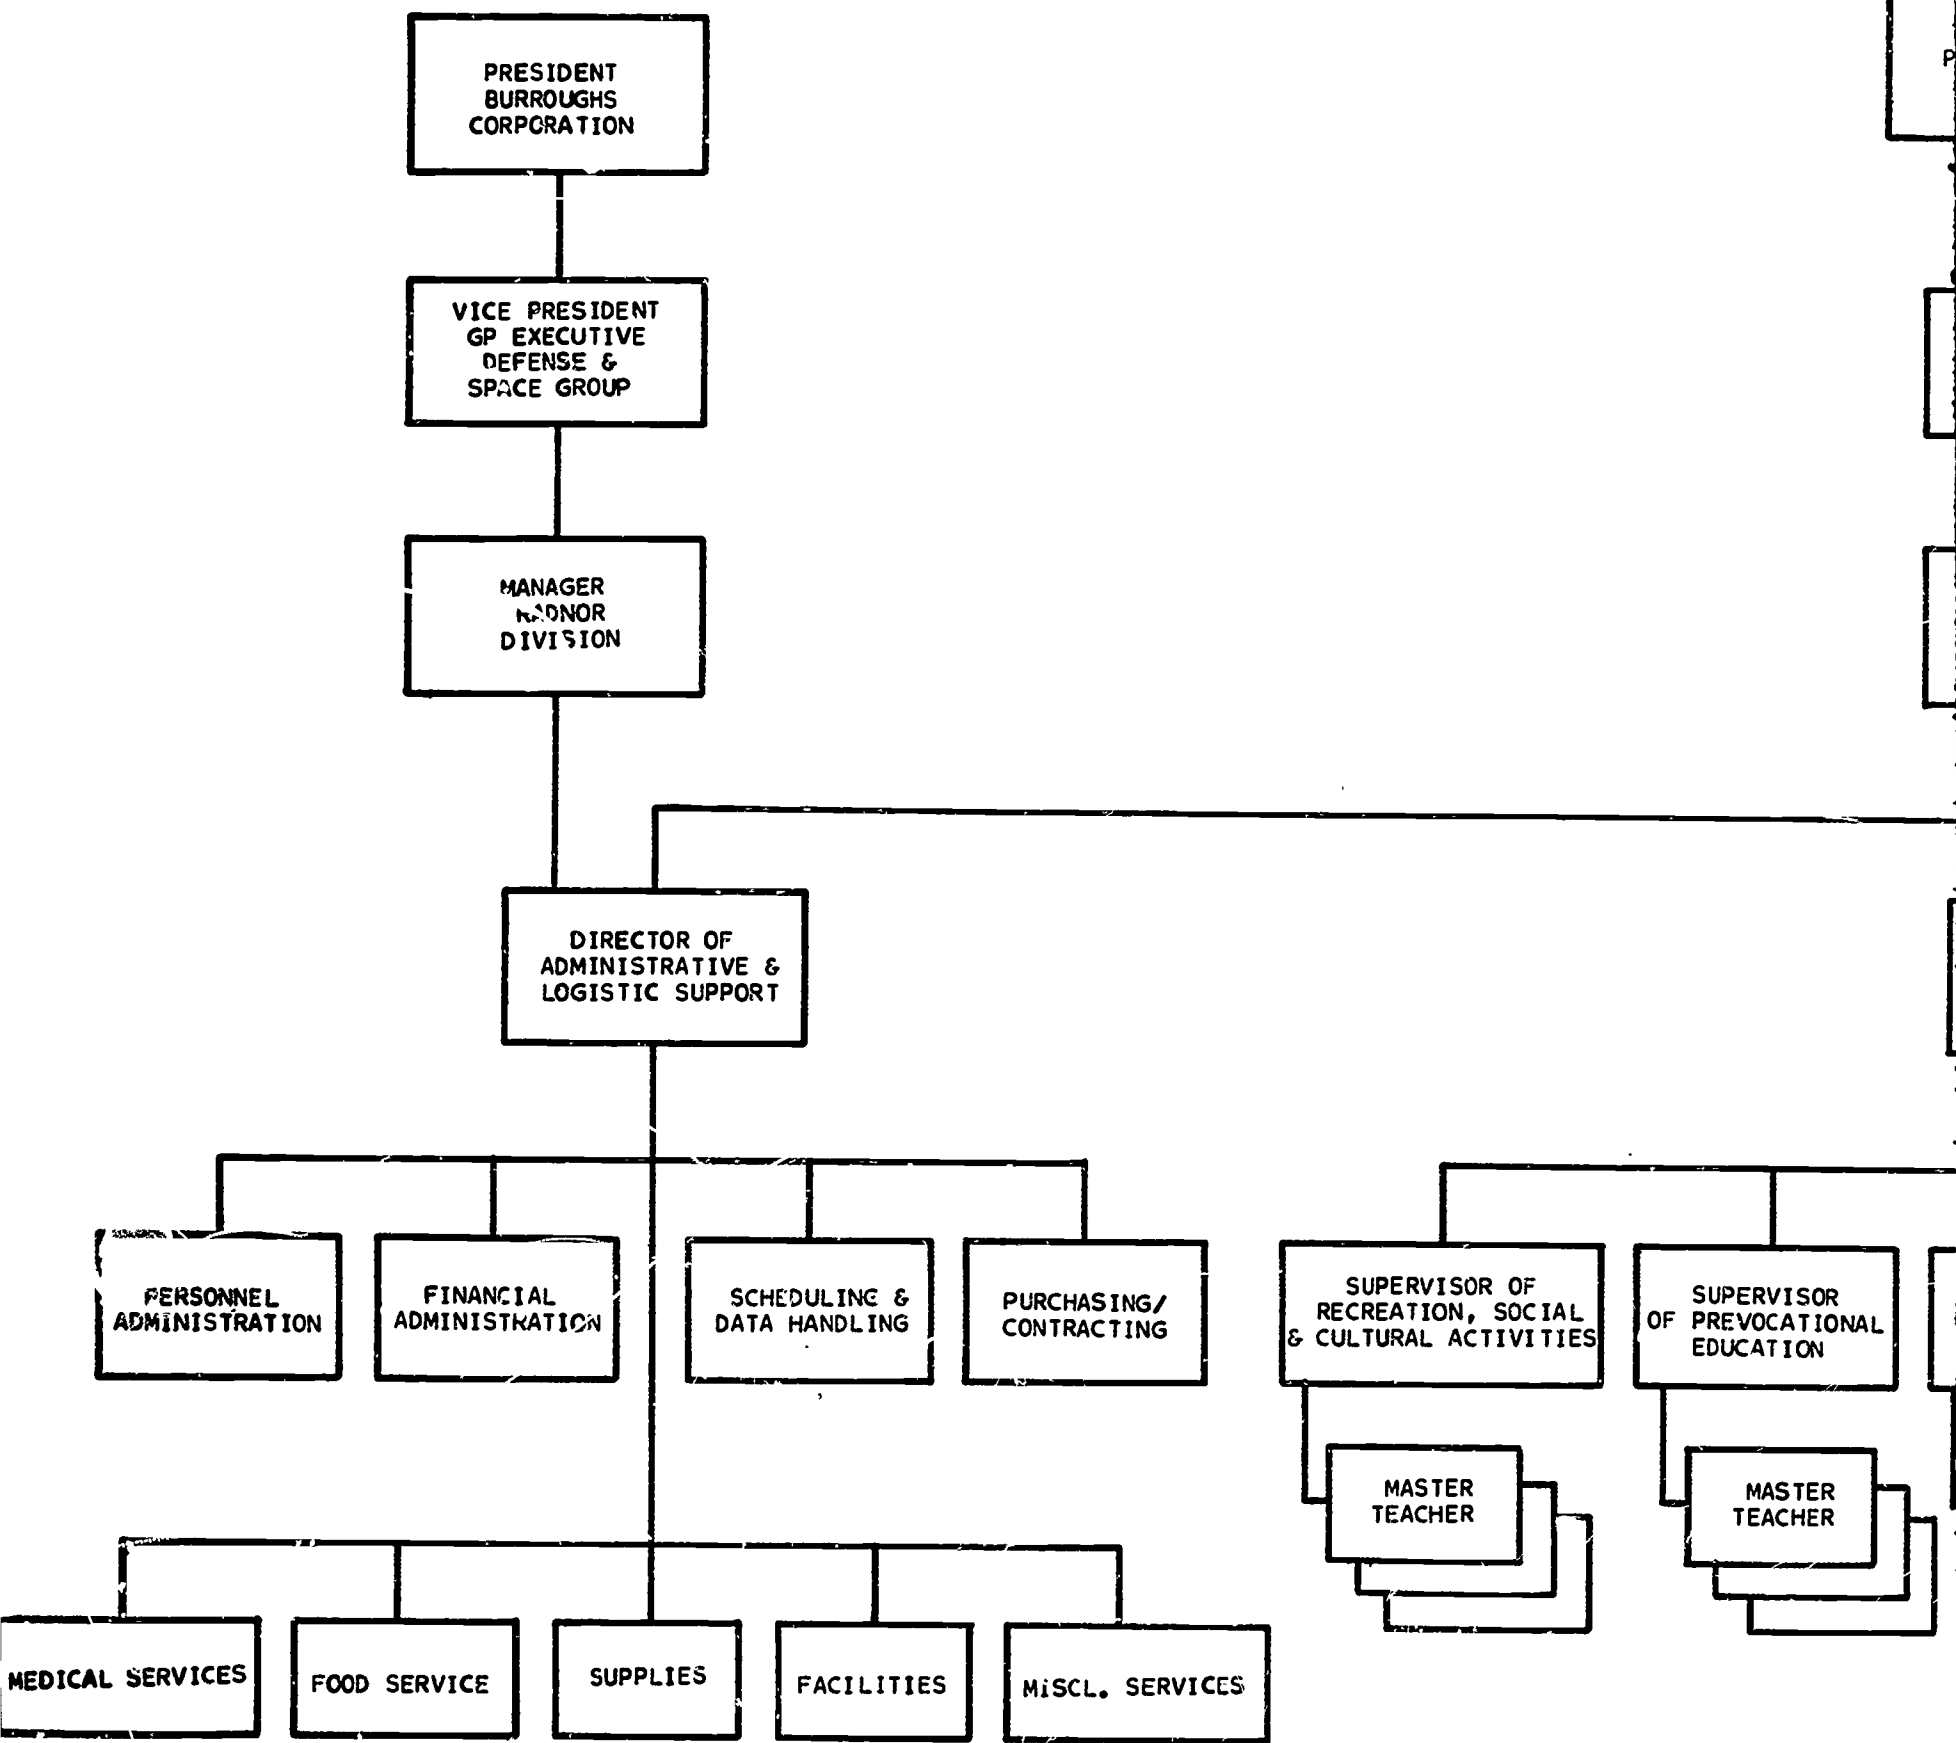 PRESIDENT
BURROUGHS
CORPORATION
P
VICE PRESIDENT
GP EXECUTIVE
DEFENSE &
SPACE GROUP
MANAGER
RADNOR
DIVISION
DIRECTOR OF
ADMINISTRATIVE &
LOGISTIC SUPPORT
PERSONNEL
ADMINISTRATION
FINANCIAL
ADMINISTRATION
SCHEDULING &
DATA HANDLING
PURCHASING/
CONTRACTING
SUPERVISOR OF
RECREATION, SOCIAL
& CULTURAL ACTIVITIES
SUPERVISOR
OF PREVOCATIONAL
EDUCATION
MASTER
TEACHER
MASTER
TEACHER
MEDICAL SERVICES
FOOD SERVICE
SUPPLIES
FACILITIES
MISCL. SERVICES